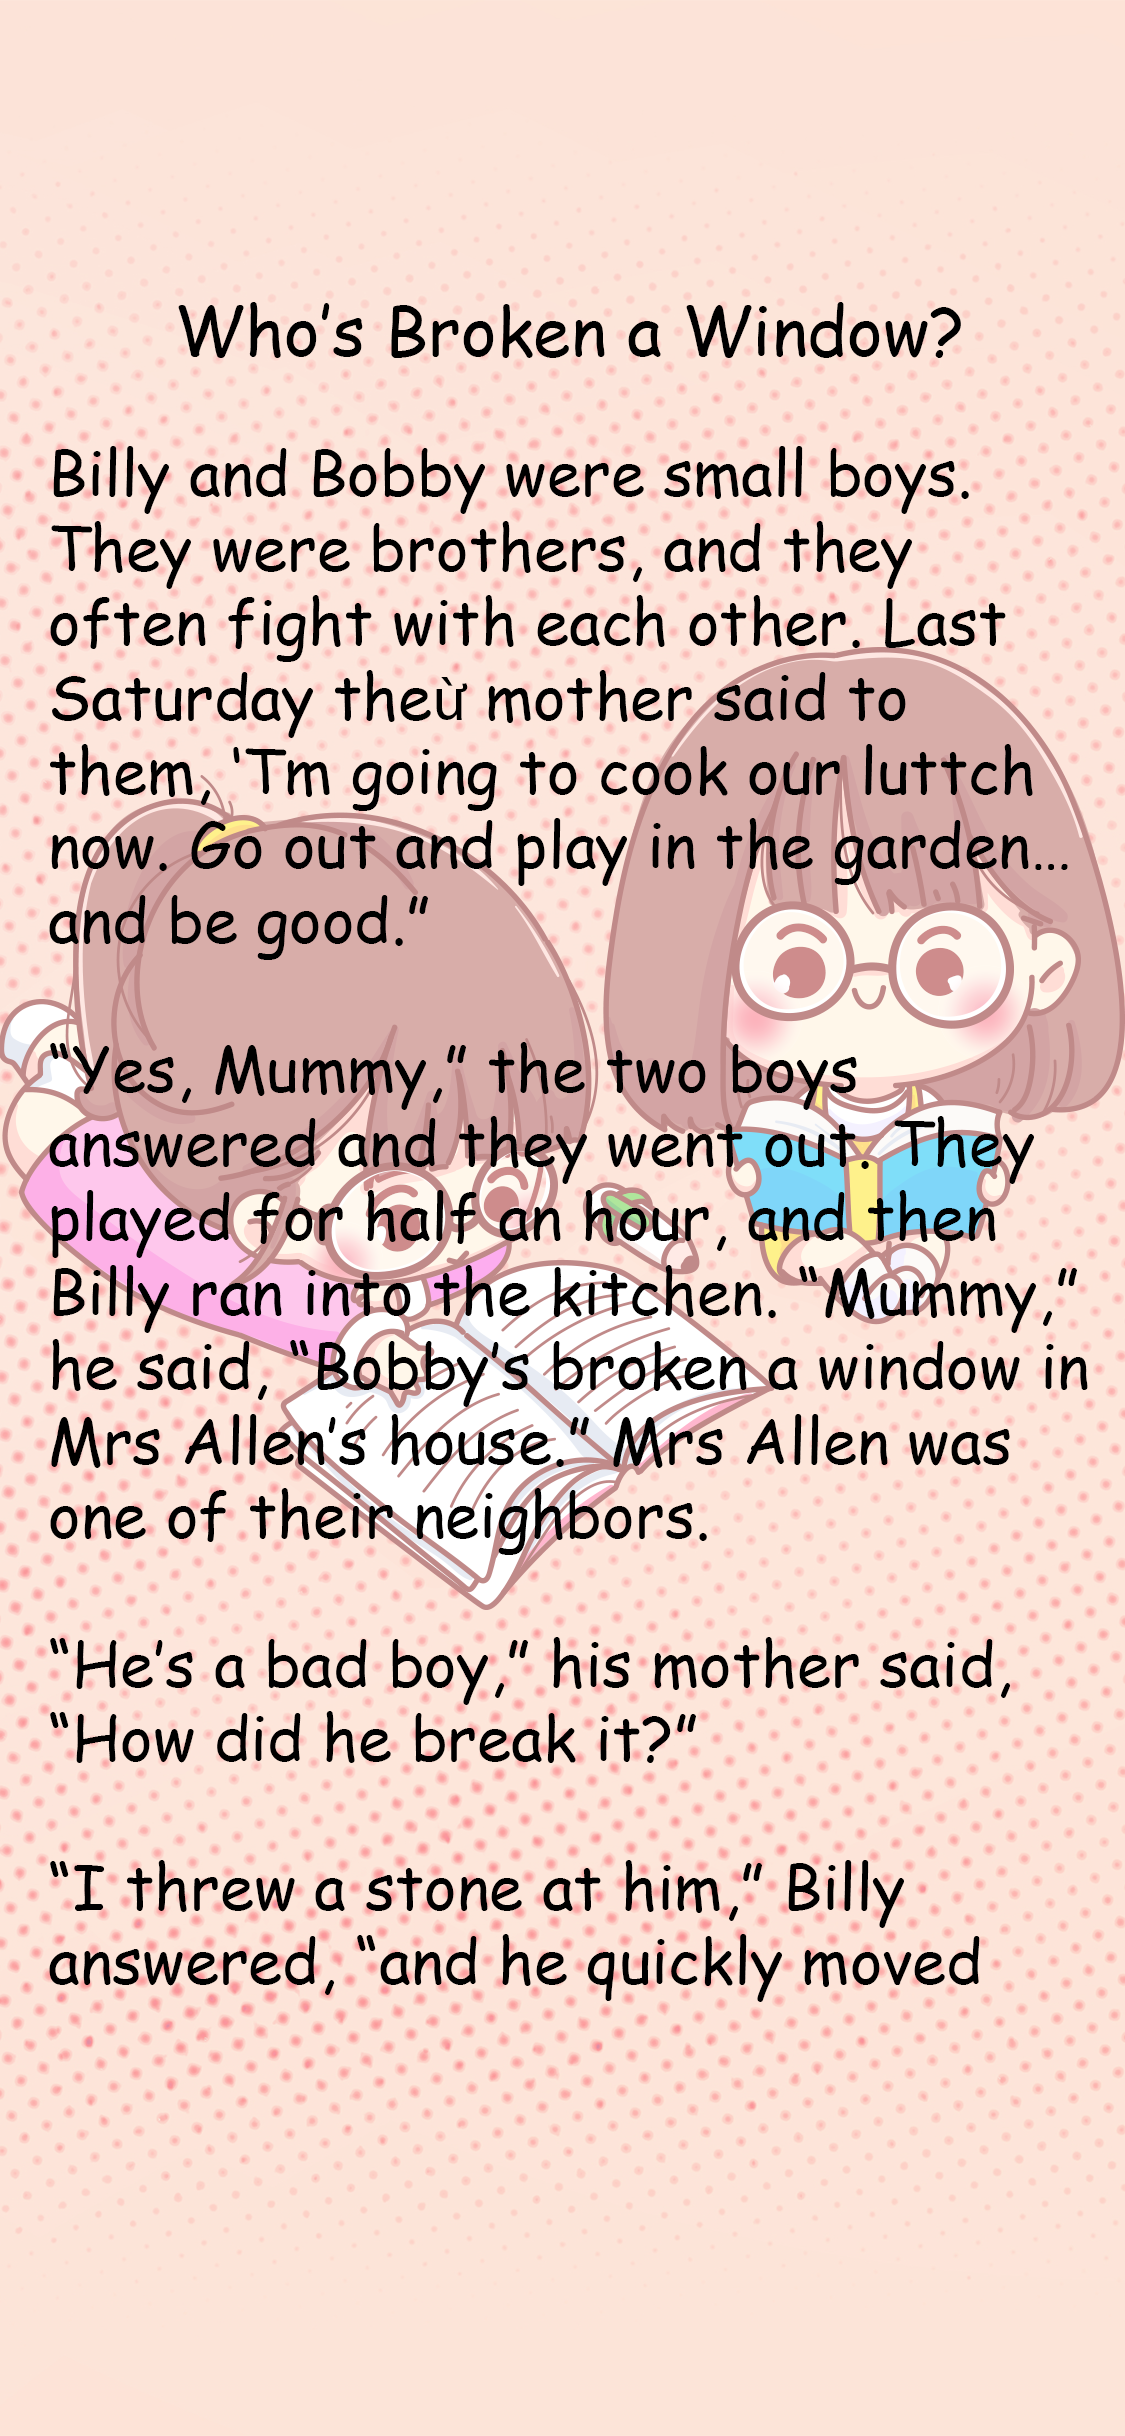 Who's Broken a Window?
Billy and Bobby were small boys.
They were brothers, and they
often fight with each other. Last
Saturday theừ mother said to
them, 'Tm going to cook our luttch
now. Go out and play in the garden...
and be good.”
“Yes, Mummy,” the two boys
answered and they went out. They
played for half an hour, and then
Billy ran into the kitchen. “Mummy,”
he said, “Bobby's broken a window in
Mrs Allen's house.” Mrs Allen was
one of their neighbors.
“He's a bad boy,” his mother said,
“How did he break it?”
“I threw a stone at him,” Billy
answered, “and he quickly moved